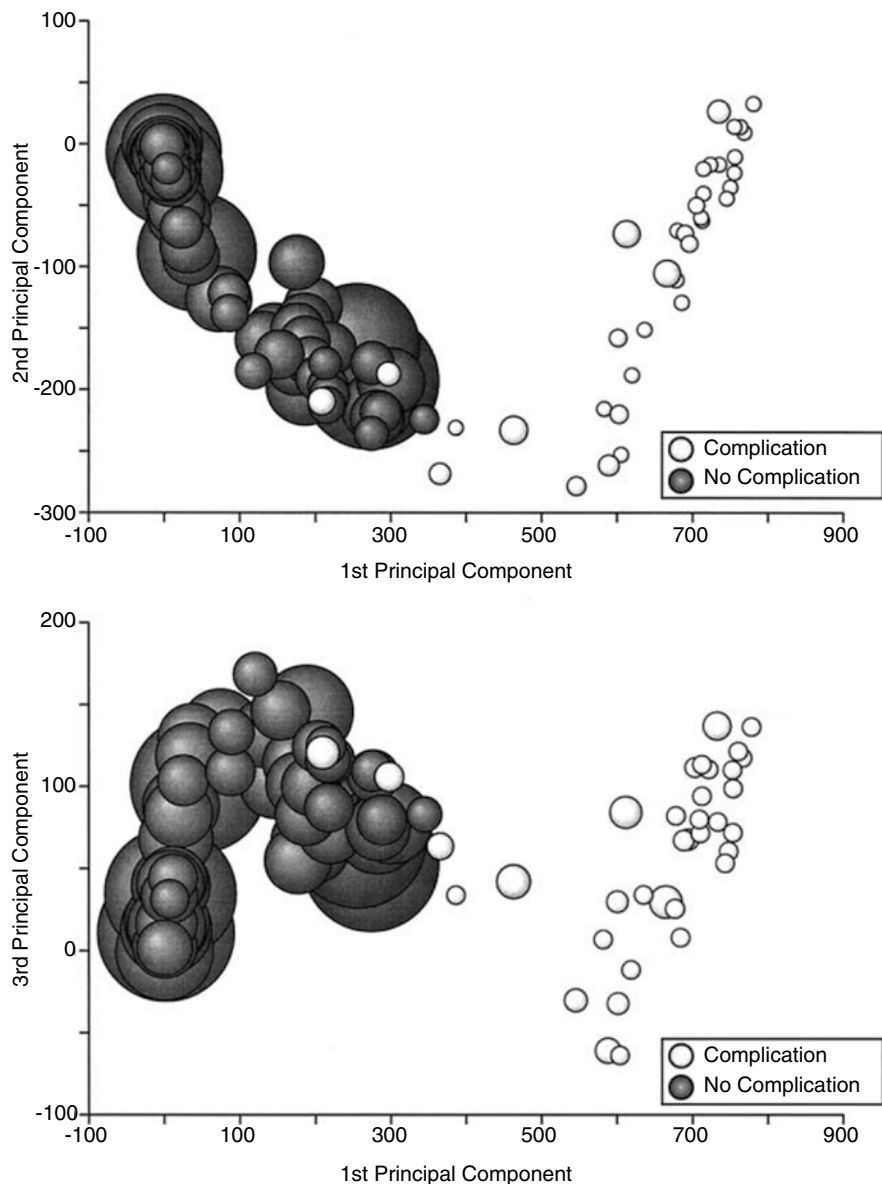 100
0
-100
-200
-300
2nd Principal Component
-100
100
300
500
700
900
1st Principal Component
Complication
No Complication
200
100
0
-100
3rd Principal Component
-100
100
300
500
700
900
1st Principal Component
Complication
No Complication